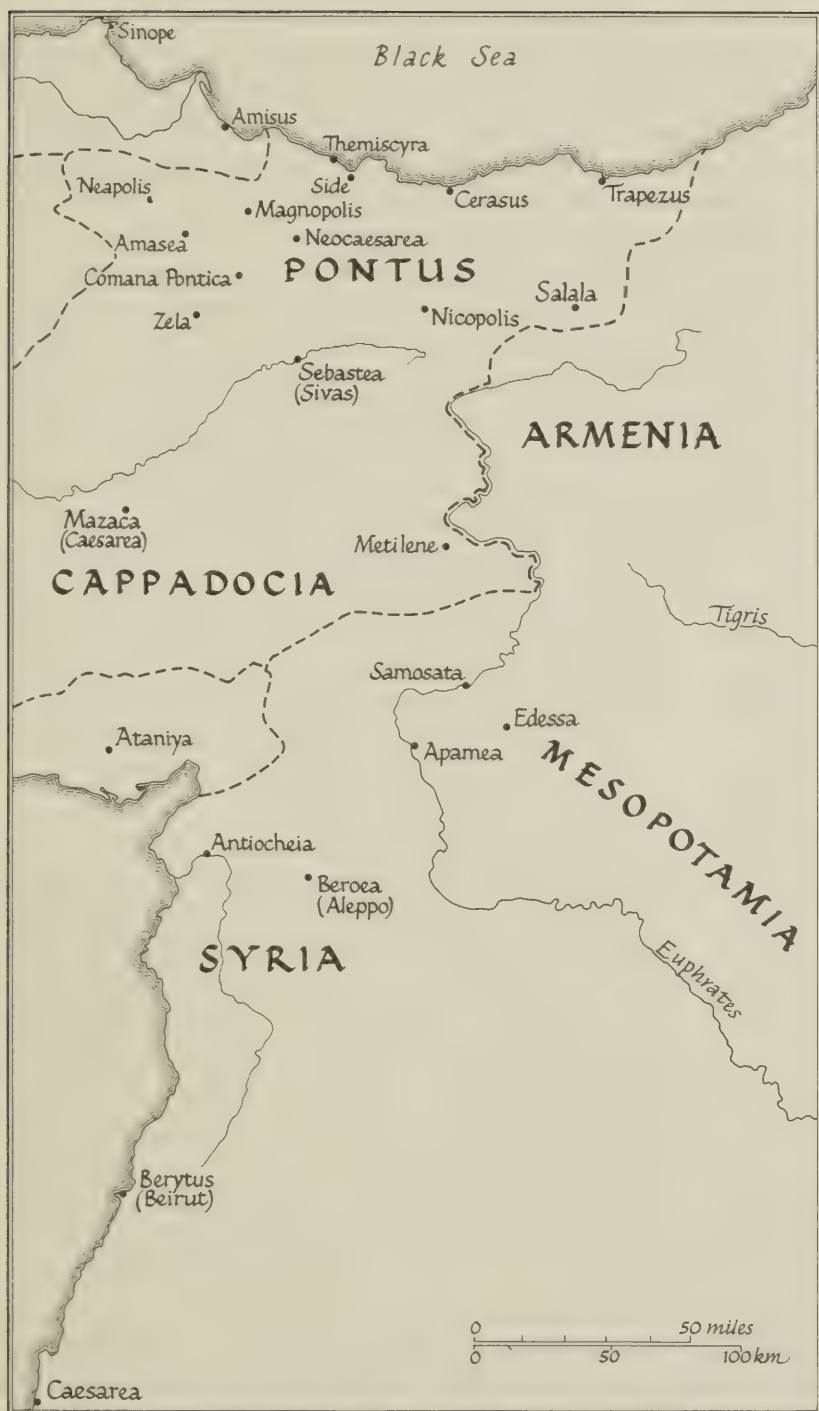 Sinope
Black Sea
Amisus
Themiscyra
Side
Cerasus
Trapezus
Neapolis
Magnopolis
Amasea
Neocaesarea
PONTUS
Comana Pontica
Zela
Nicopolis
Salala
Sebastea
(Sivas)
ARMENIA
Mazaca
(Caesarea)
Metilene
CAPPADOCIA
Tigris
Samosata
Edessa
Ataniya
Apamea
MESOPOTAMIA
Antiocheia
Beroea
(Aleppo)
SYRIA
Euphrates
Berytus
(Beirut)
0 50 miles
0 50 100 km
Caesarea